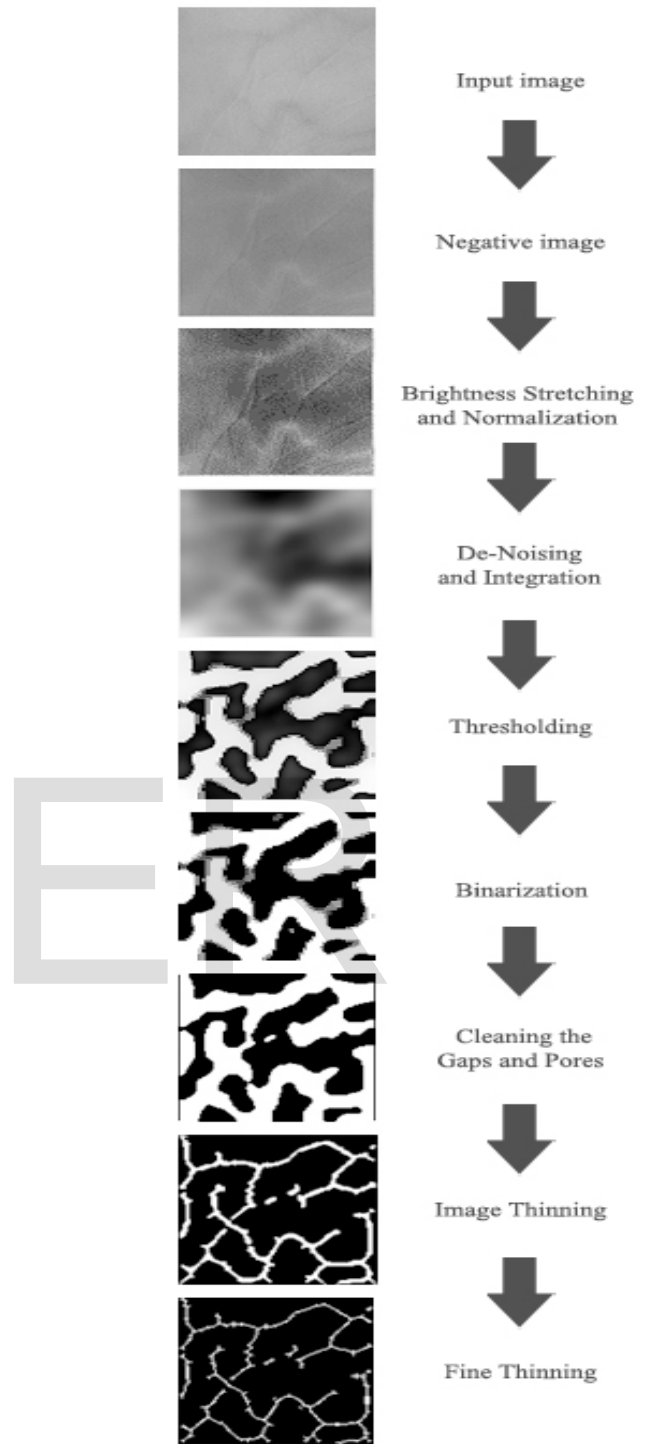 Input image
Negative image
Brightness Stretching
and Normalization
De-Noising
and Integration
Thresholding
ER
Binarization
Cleaning the
Gaps and Pores
Image Thinning
Fine Thinning